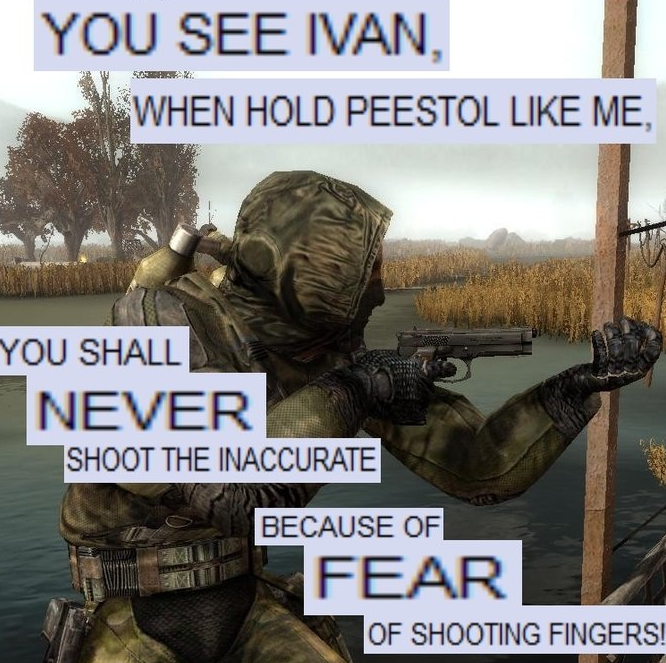 YOU SEE IVAN,
WHEN HOLD PEESTOL LIKE ME,
YOU SHALL
NEVER
SHOOT THE INACCURATE
BECAUSE OF
FEAR
OF SHOOTING FINGERS!